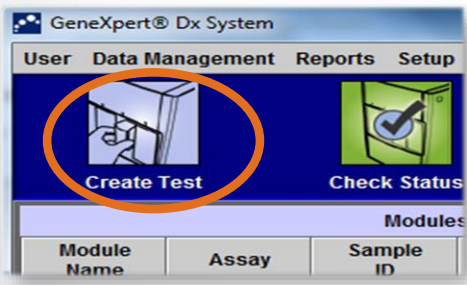 GeneXpert® Dx System
User Data Management Reports Setup
Create Test Check Status
Modules
Module Name Assay Sample ID